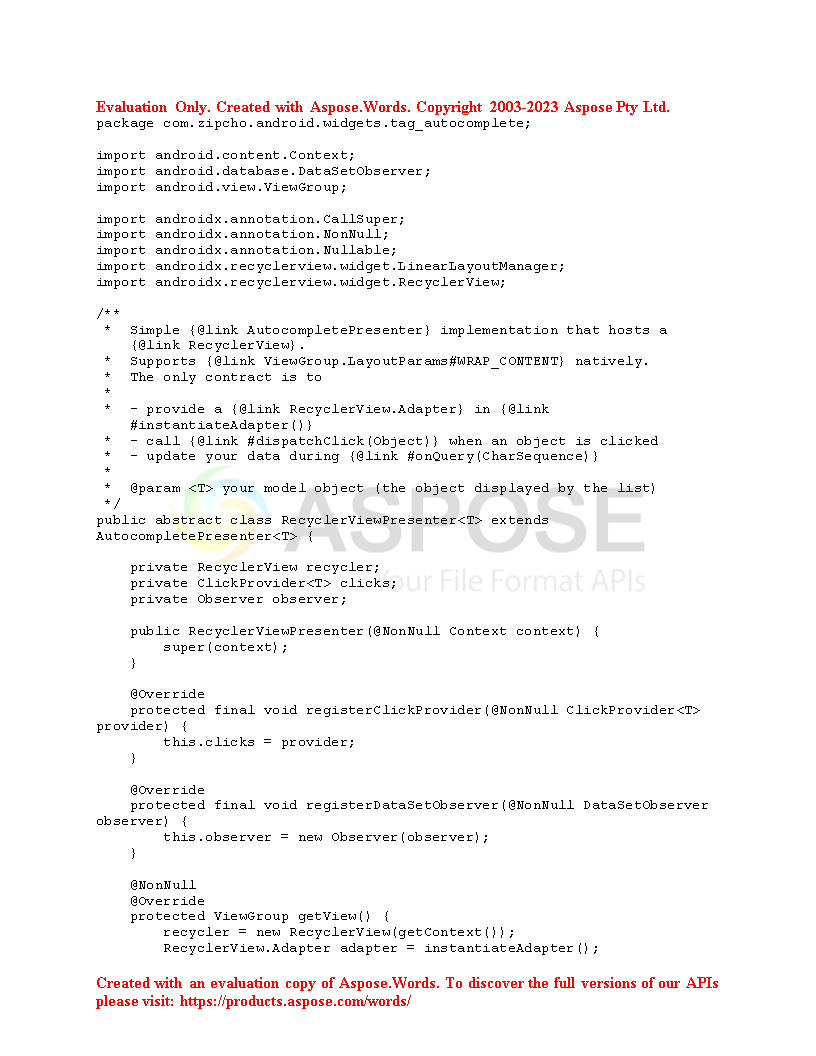 Evaluation Only. Created with Aspose.Words. Copyright 2003-2023 Aspose Pty Ltd.
package com.zipcho.android.widgets.tag_autocomplete;

import android.content.Context;
import android.database.DataSetObserver;
import android.view.ViewGroup;

import androidx.annotation.CallSuper;
import androidx.annotation.NonNull;
import androidx.annotation.Nullable;
import androidx.recyclerview.widget.LinearLayoutManager;
import androidx.recyclerview.widget.RecyclerView;

/**
 *  Simple {@link AutocompletePresenter} implementation that hosts a
    {@link RecyclerView}.
 *  Supports {@link ViewGroup.LayoutParams#WRAP_CONTENT} natively.
 *  The only contract is to
 *
 *  - provide a {@link RecyclerView.Adapter} in {@link
    #instantiateAdapter()}
 *  - call {@link #dispatchClick(Object)} when an object is clicked
 *  - update your data during {@link #onQuery(CharSequence)}
 *
 *  @param <T> your model object (the object displayed by the list)
 */
public abstract class RecyclerViewPresenter<T> extends
AutocompletePresenter<T> {
ASPOSE
Your File Format APIs

    private RecyclerView recycler;
    private ClickProvider<T> clicks;
    private Observer observer;

    public RecyclerViewPresenter(@NonNull Context context) {
        super(context);
    }

    @Override
    protected final void registerClickProvider(@NonNull ClickProvider<T>
provider) {
        this.clicks = provider;
    }

    @Override
    protected final void registerDataSetObserver(@NonNull DataSetObserver
observer) {
        this.observer = new Observer(observer);
    }

    @NonNull
    @Override
    protected ViewGroup getView() {
        recycler = new RecyclerView(getContext());
        RecyclerView.Adapter adapter = instantiateAdapter();

Created with an evaluation copy of Aspose.Words. To discover the full versions of our APIs
please visit: https://products.aspose.com/words/